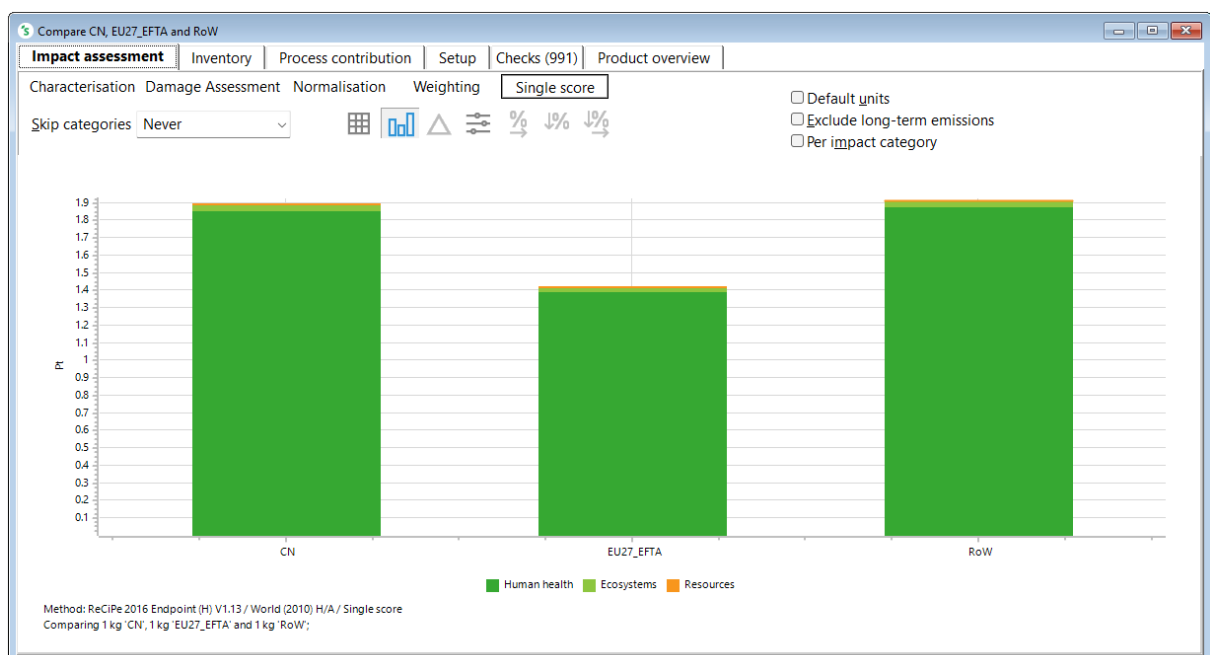 Compare CN, EU27_EFTA and RoW
Impact assessment Inventory Process contribution Setup Checks (991) Product overview
Characterisation Damage Assessment Normalisation Weighting Single score
Default units
Skip categories Never
Exclude long-term emissions
Per impact category
1.9
1.8
1.7
1.6
1.5
1.4
1.3
1.2
1.1
1
0.9
0.8
0.7
0.6
0.5
0.4
0.3
0.2
0.1
Pt
CN EU27_EFTA RoW
Human health Ecosystems Resources
Method: ReCiPe 2016 Endpoint (H) V1.13 / World (2010) H/A / Single score
Comparing 1 kg 'CN', 1 kg 'EU27_EFTA' and 1 kg 'RoW';